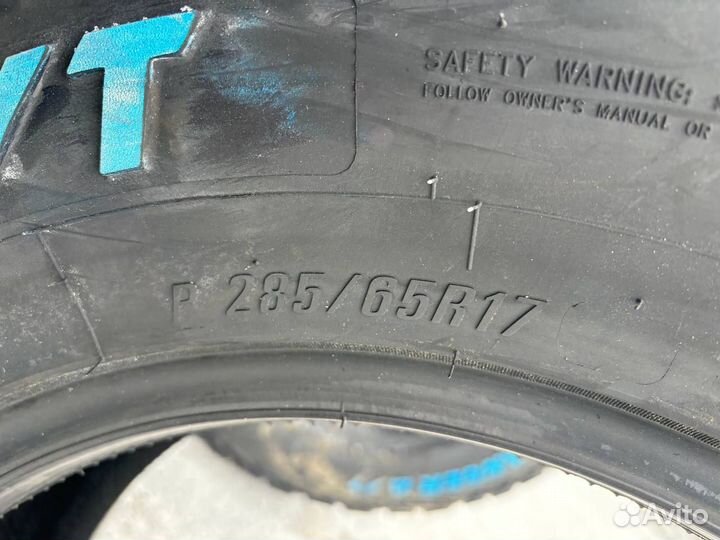 /T
SAFETY WARNING:
FOLLOW OWNER'S MANUAL OR
P 285/65R17
Avito